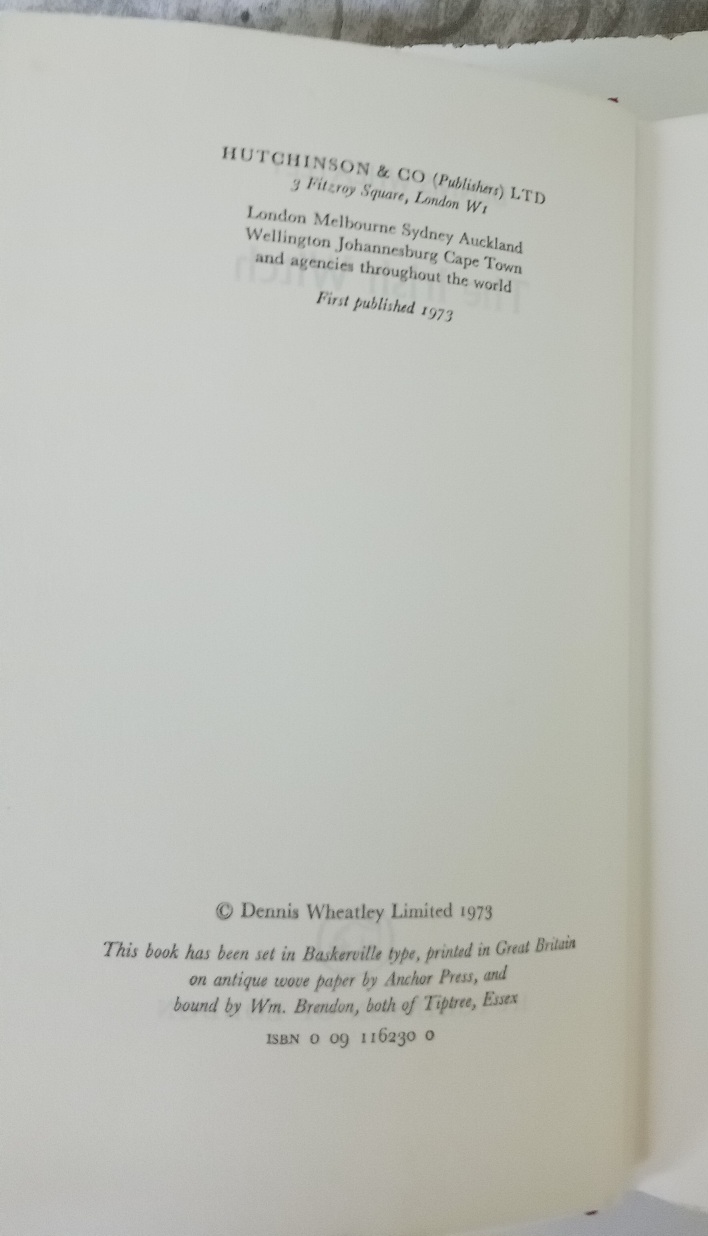 HUTCHINSON & CO (Publishers) LTD
3 Fitzroy Square, London W1
London Melbourne Sydney Auckland
Wellington Johannesburg Cape Town
and agencies throughout the world
First published 1973
© Dennis Wheatley Limited 1973
This book has been set in Baskerville type, printed in Great Britain
on antique wove paper by Anchor Press, and
bound by Wm. Brendon, both of Tiptree, Essex
ISBN 0 09 116230 0